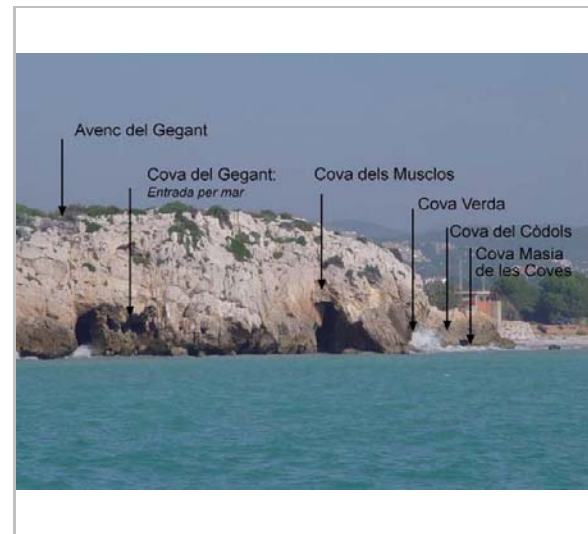 Avenc del Gegant
Cova del Gegant:
Entrada per mar
Cova dels Musclos
Cova Verda
Cova del Còdols
Cova Masia
de les Coves